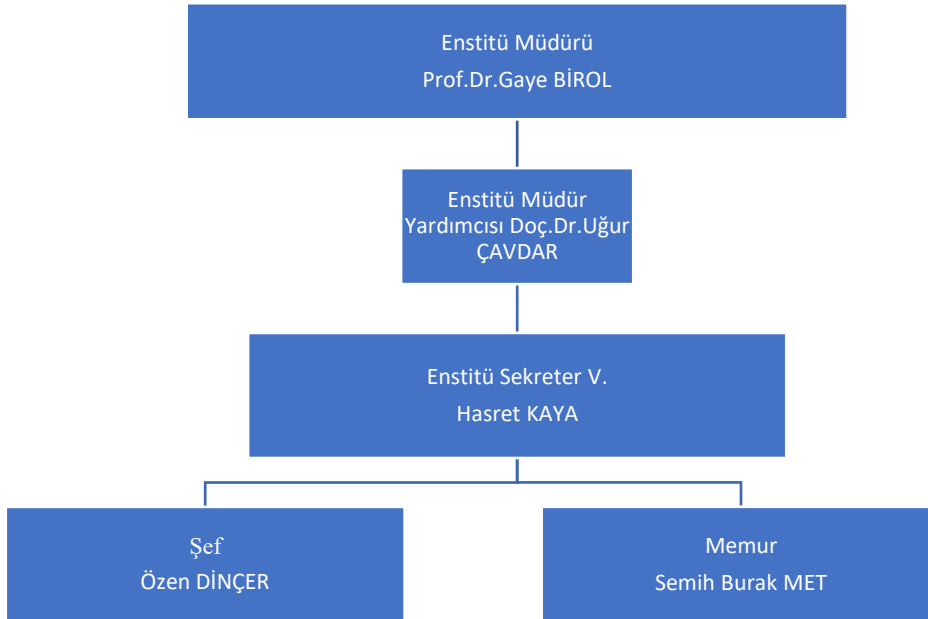 Enstitü Müdürü
Prof.Dr.Gaye BİROL
Enstitü Müdür
Yardımcısı Doç.Dr.Uğur
ÇAVDAR
Enstitü Sekreter V.
Hasret KAYA
Şef
Özen DİNÇER
Memur
Semih Burak MET